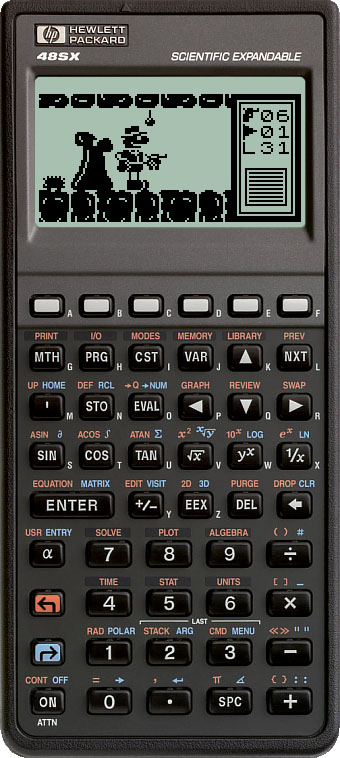 hp HEWLETT
PACKARD
48SX SCIENTIFIC EXPANDABLE
06
01
31
A B C D E F
PRINT I/O MODES MEMORY LIBRARY PREV
MTH G PRG H CST I VAR J ▲ K NXT L
UP HOME DEF RCL →Q →NUM GRAPH REVIEW SWAP
' M STO N EVAL O ◀ P ▼ Q ▶ R
ASIN ∂ ACOS ∫ ATAN Σ x² ˣ√y 10ˣ LOG eˣ LN
SIN S COS T TAN U √x V yˣ W 1/x X
EQUATION MATRIX EDIT VISIT 2D 3D PURGE DROP CLR
ENTER +/− Y EEX Z DEL ←
USR ENTRY SOLVE PLOT ALGEBRA ( ) #
α 7 8 9 ÷
TIME STAT UNITS [ ] _
↰ 4 5 6 ×
LAST
RAD POLAR STACK ARG CMD MENU «» " "
↱ 1 2 3 −
CONT OFF = → , ↵ π ∡ { } : :
ON 0 . SPC +
ATTN